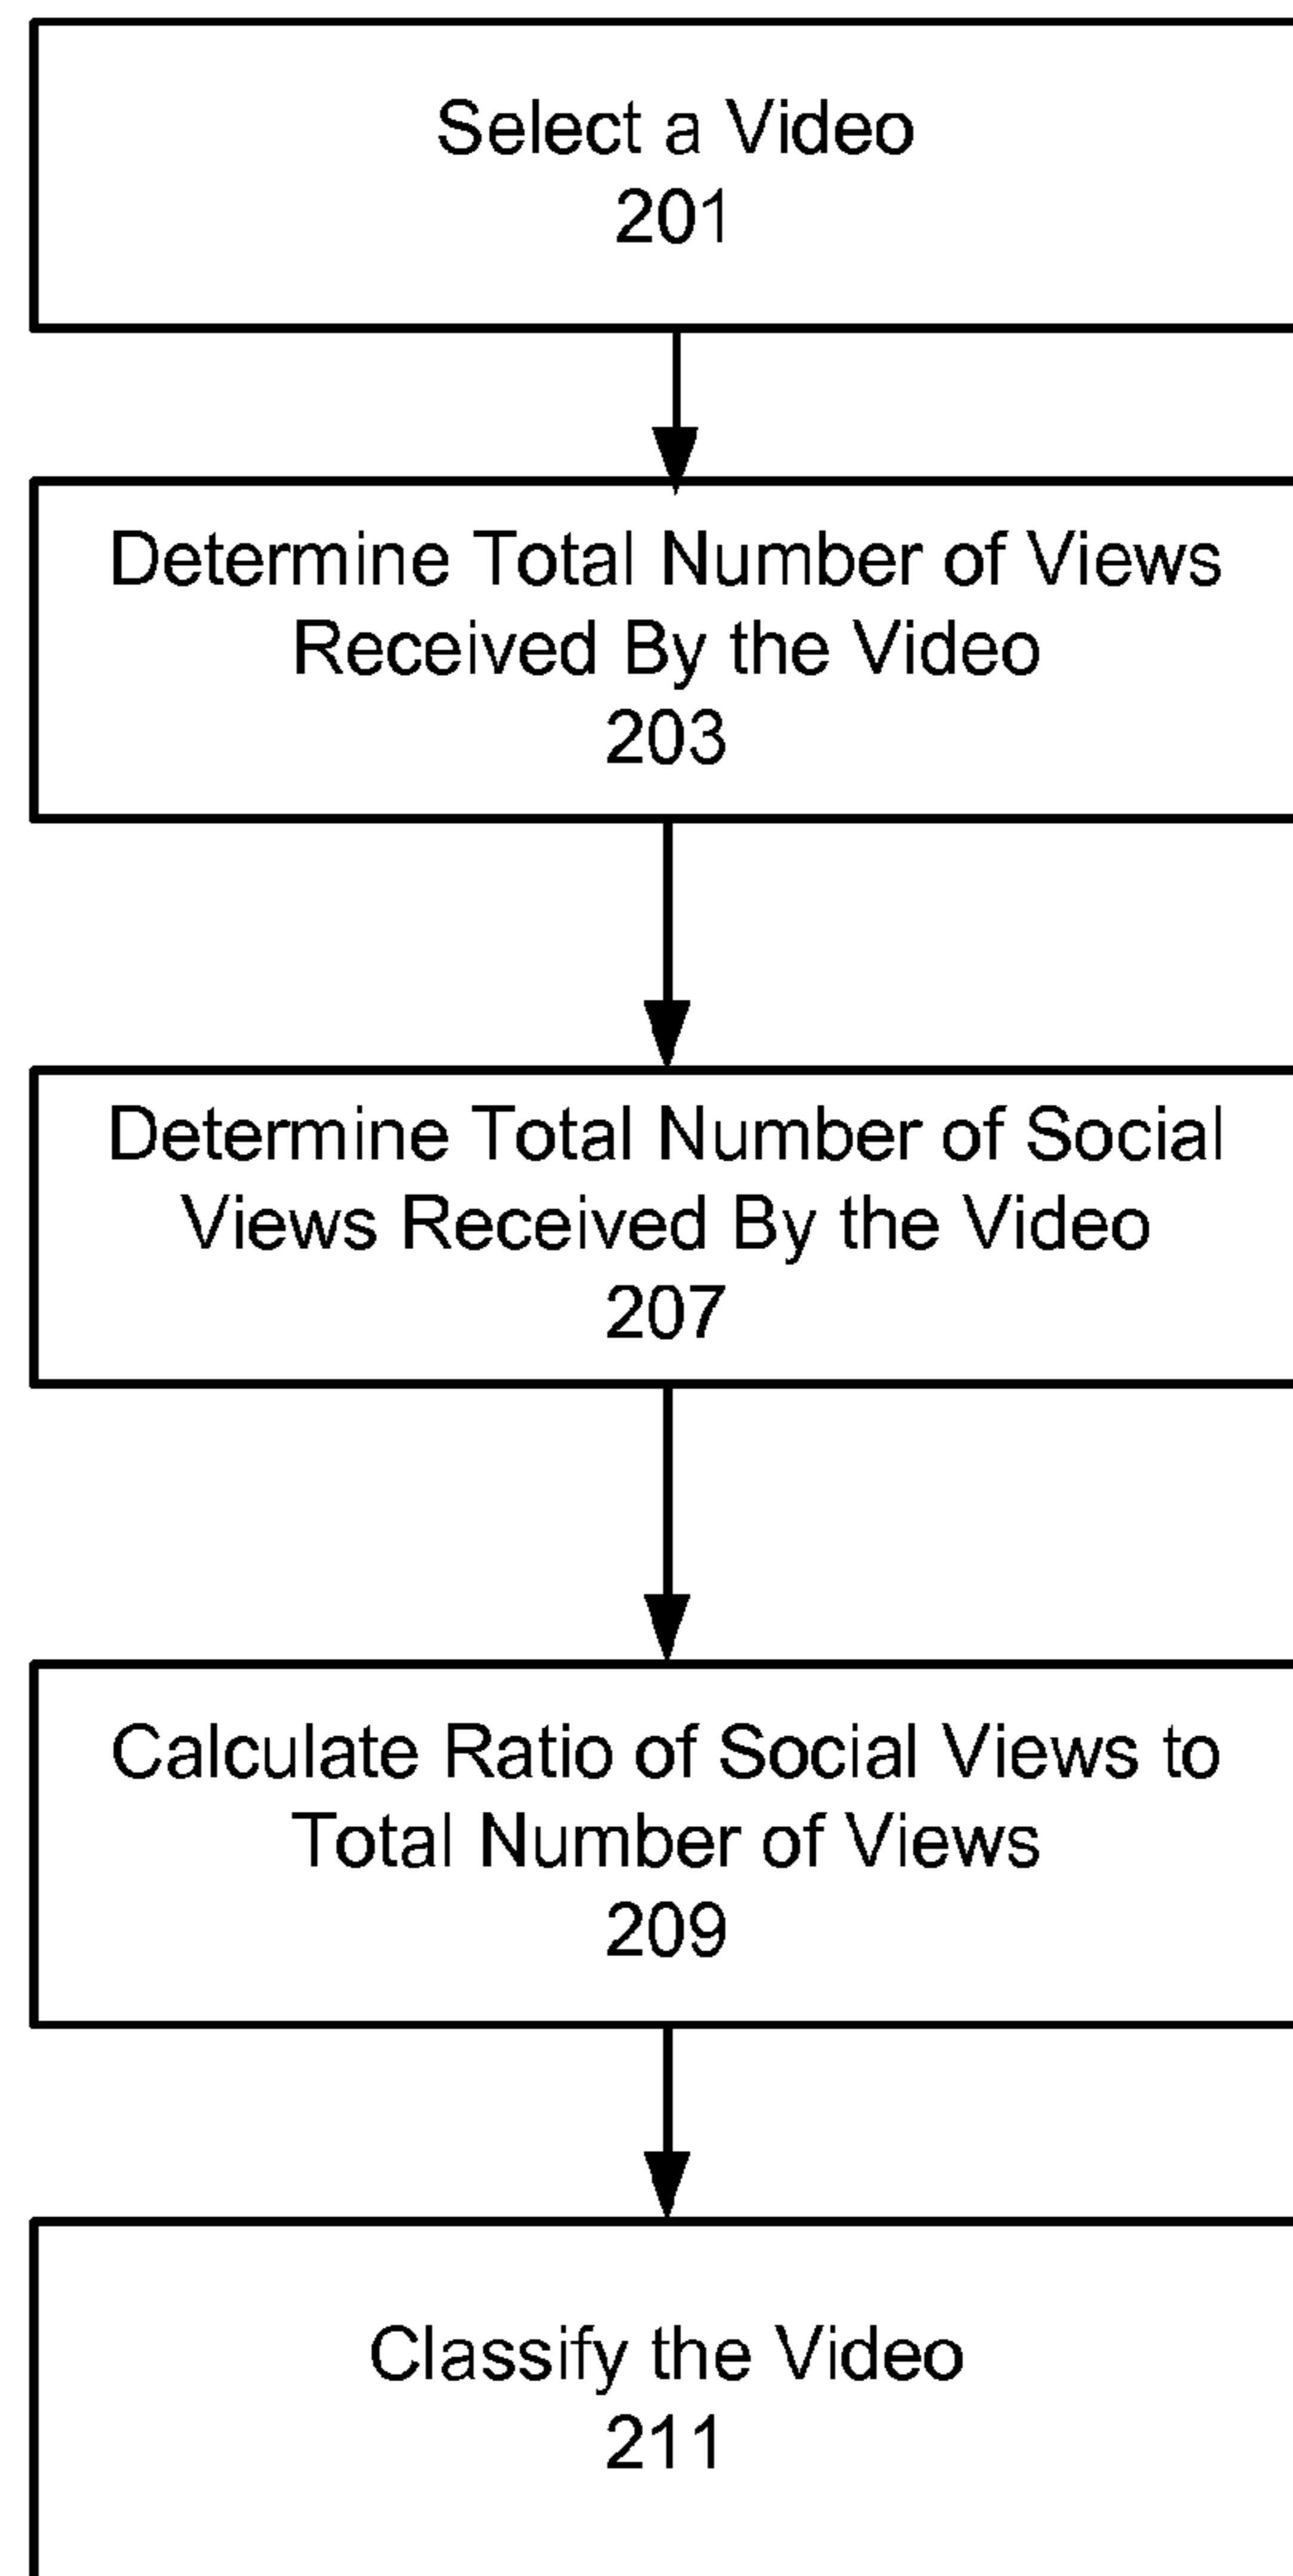 Select a Video
201
Determine Total Number of Views
Received By the Video
203
Determine Total Number of Social
Views Received By the Video
207
Calculate Ratio of Social Views to
Total Number of Views
209
Classify the Video
211